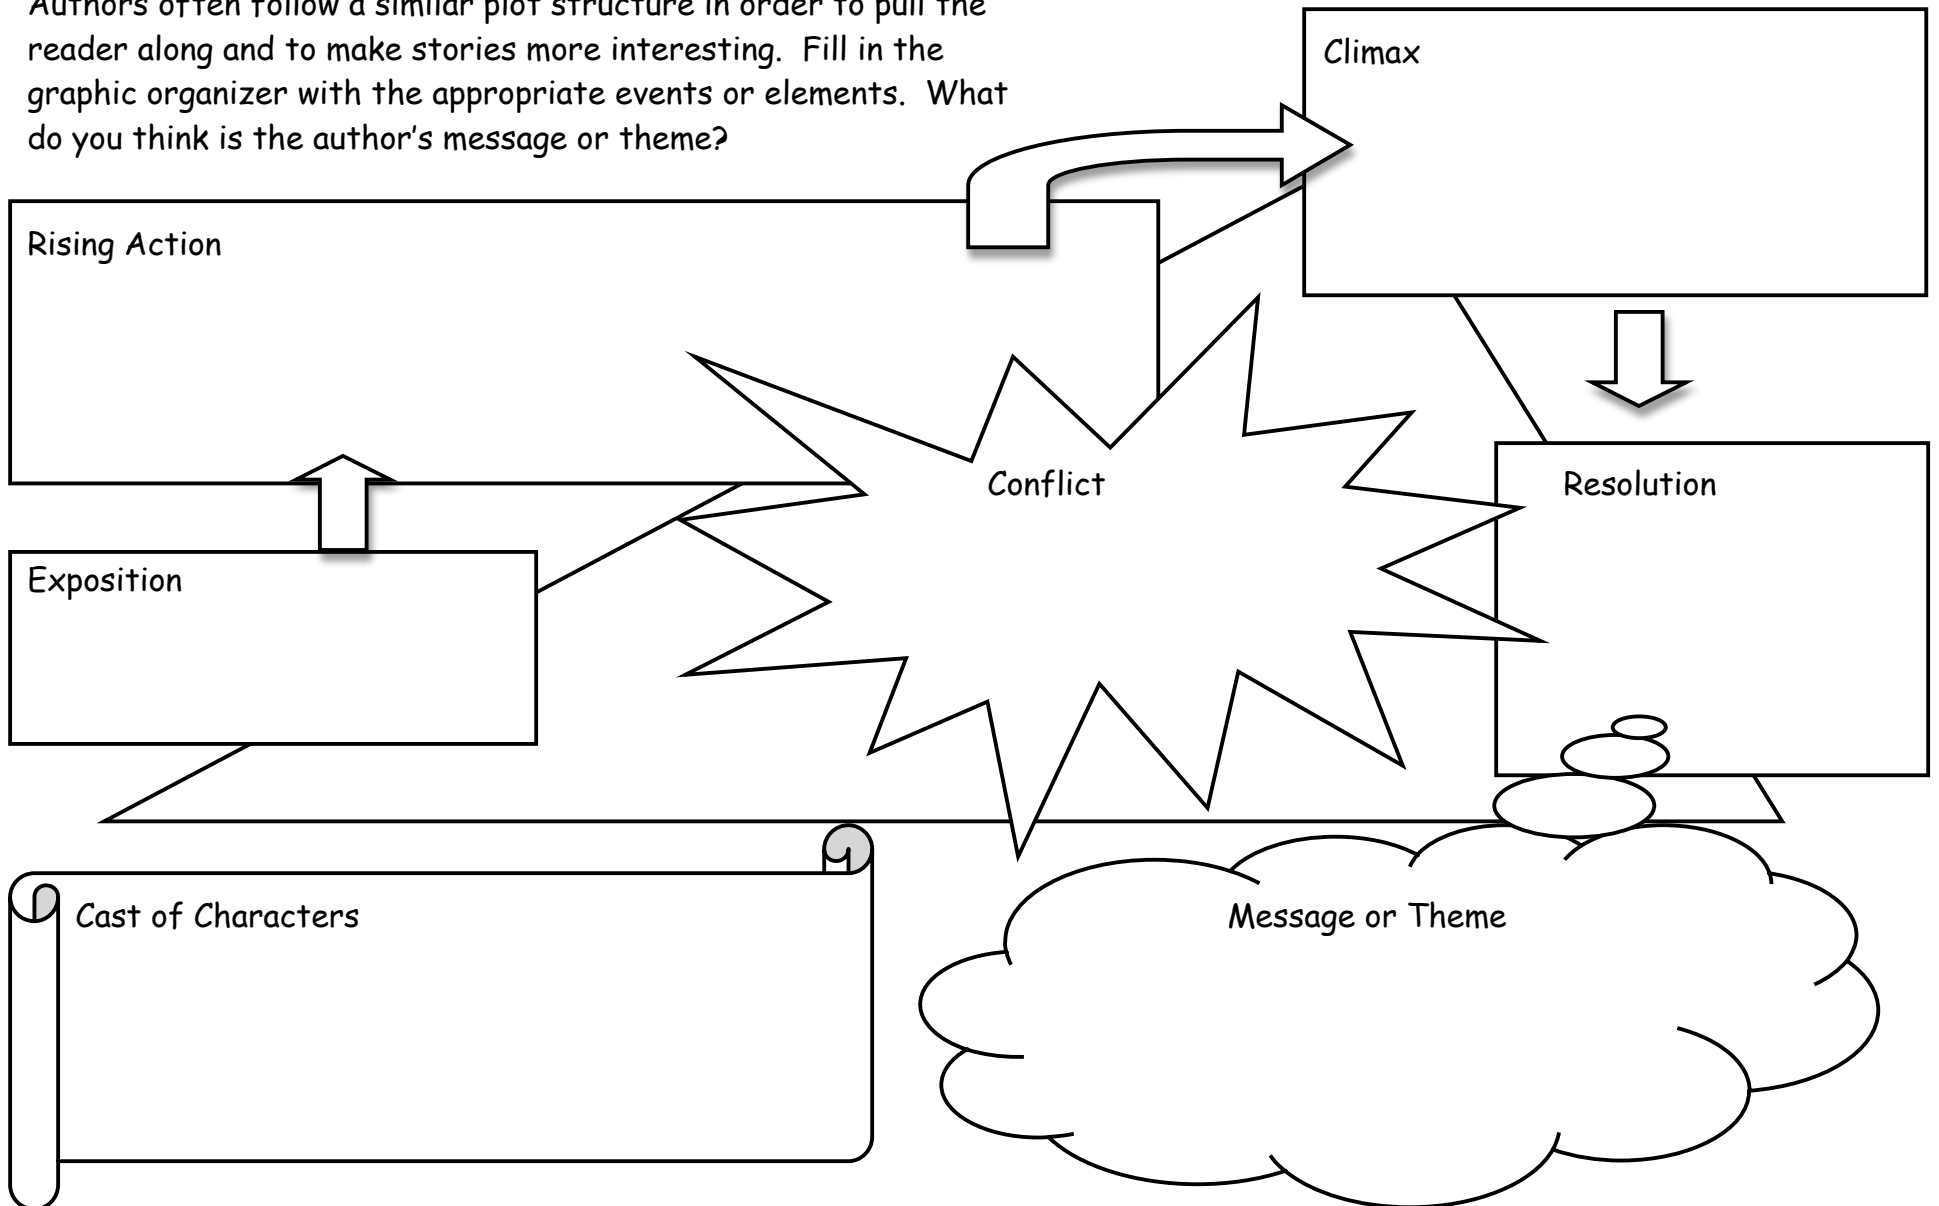 Authors often follow a similar plot structure in order to pull the
reader along and to make stories more interesting.  Fill in the
graphic organizer with the appropriate events or elements.  What
do you think is the author's message or theme?
Climax
Rising Action
Conflict
Resolution
Exposition
Cast of Characters
Message or Theme